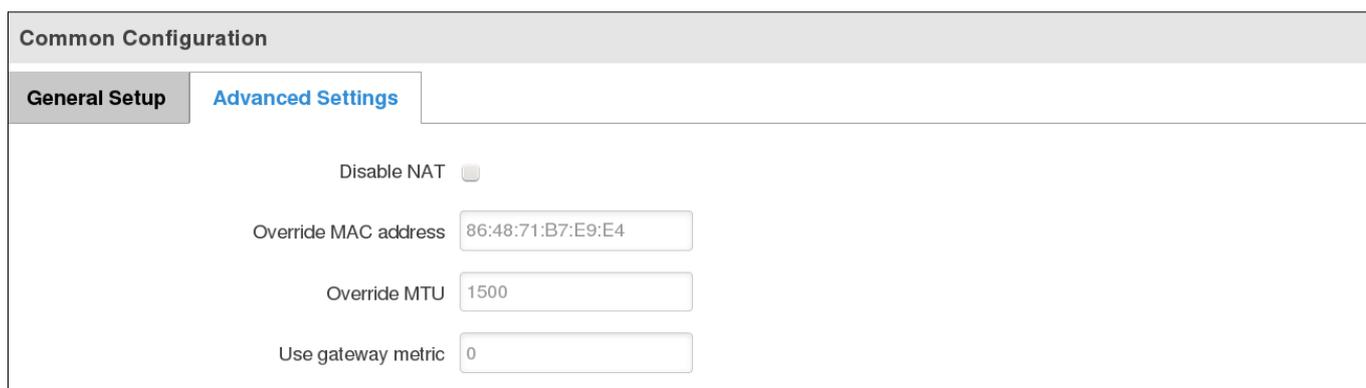 Common Configuration
General Setup Advanced Settings
Disable NAT
Override MAC address 86:48:71:B7:E9:E4
Override MTU 1500
Use gateway metric 0